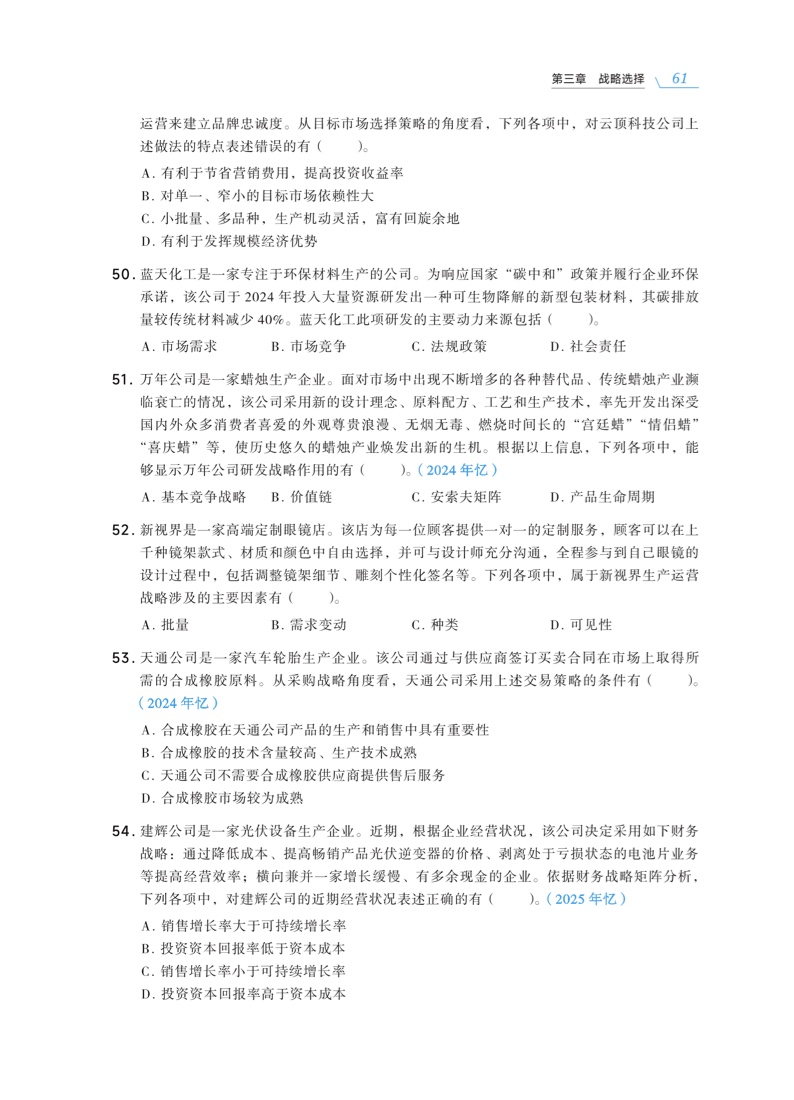 第三章 战略选择 61
运营来建立品牌忠诚度。从目标市场选择策略的角度看，下列各项中，对云顶科技公司上
述做法的特点表述错误的有（  ）。
A. 有利于节省营销费用，提高投资收益率
B. 对单一、窄小的目标市场依赖性大
C. 小批量、多品种，生产机动灵活，富有回旋余地
D. 有利于发挥规模经济优势
50. 蓝天化工是一家专注于环保材料生产的公司。为响应国家“碳中和”政策并履行企业环保
承诺，该公司于 2024 年投入大量资源研发出一种可生物降解的新型包装材料，其碳排放
量较传统材料减少 40%。蓝天化工此项研发的主要动力来源包括（  ）。
A. 市场需求 B. 市场竞争 C. 法规政策 D. 社会责任
51. 万年公司是一家蜡烛生产企业。面对市场中出现不断增多的各种替代品、传统蜡烛产业濒
临衰亡的情况，该公司采用新的设计理念、原料配方、工艺和生产技术，率先开发出深受
国内外众多消费者喜爱的外观尊贵浪漫、无烟无毒、燃烧时间长的“宫廷蜡”“情侣蜡”
“喜庆蜡”等，使历史悠久的蜡烛产业焕发出新的生机。根据以上信息，下列各项中，能
够显示万年公司研发战略作用的有（  ）。（2024 年忆）
A. 基本竞争战略 B. 价值链 C. 安索夫矩阵 D. 产品生命周期
52. 新视界是一家高端定制眼镜店。该店为每一位顾客提供一对一的定制服务，顾客可以在上
千种镜架款式、材质和颜色中自由选择，并可与设计师充分沟通，全程参与到自己眼镜的
设计过程中，包括调整镜架细节、雕刻个性化签名等。下列各项中，属于新视界生产运营
战略涉及的主要因素有（  ）。
A. 批量 B. 需求变动 C. 种类 D. 可见性
53. 天通公司是一家汽车轮胎生产企业。该公司通过与供应商签订买卖合同在市场上取得所
需的合成橡胶原料。从采购战略角度看，天通公司采用上述交易策略的条件有（  ）。
（2024 年忆）
A. 合成橡胶在天通公司产品的生产和销售中具有重要性
B. 合成橡胶的技术含量较高、生产技术成熟
C. 天通公司不需要合成橡胶供应商提供售后服务
D. 合成橡胶市场较为成熟
54. 建辉公司是一家光伏设备生产企业。近期，根据企业经营状况，该公司决定采用如下财务
战略：通过降低成本、提高畅销产品光伏逆变器的价格、剥离处于亏损状态的电池片业务
等提高经营效率；横向兼并一家增长缓慢、有多余现金的企业。依据财务战略矩阵分析，
下列各项中，对建辉公司的近期经营状况表述正确的有（  ）。（2025 年忆）
A. 销售增长率大于可持续增长率
B. 投资资本回报率低于资本成本
C. 销售增长率小于可持续增长率
D. 投资资本回报率高于资本成本